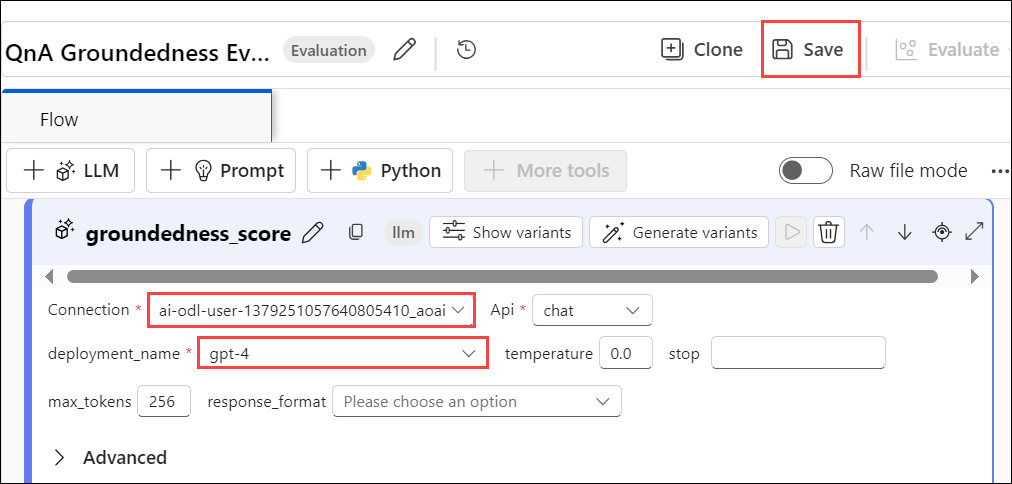 QnA Groundedness Ev... Evaluation Clone Save Evaluate
Flow
LLM Prompt Python More tools Raw file mode ...
groundedness_score llm Show variants Generate variants
Connection * ai-odl-user-1379251057640805410_aoai Api * chat
deployment_name * gpt-4 temperature 0.0 stop
max_tokens 256 response_format Please choose an option
Advanced